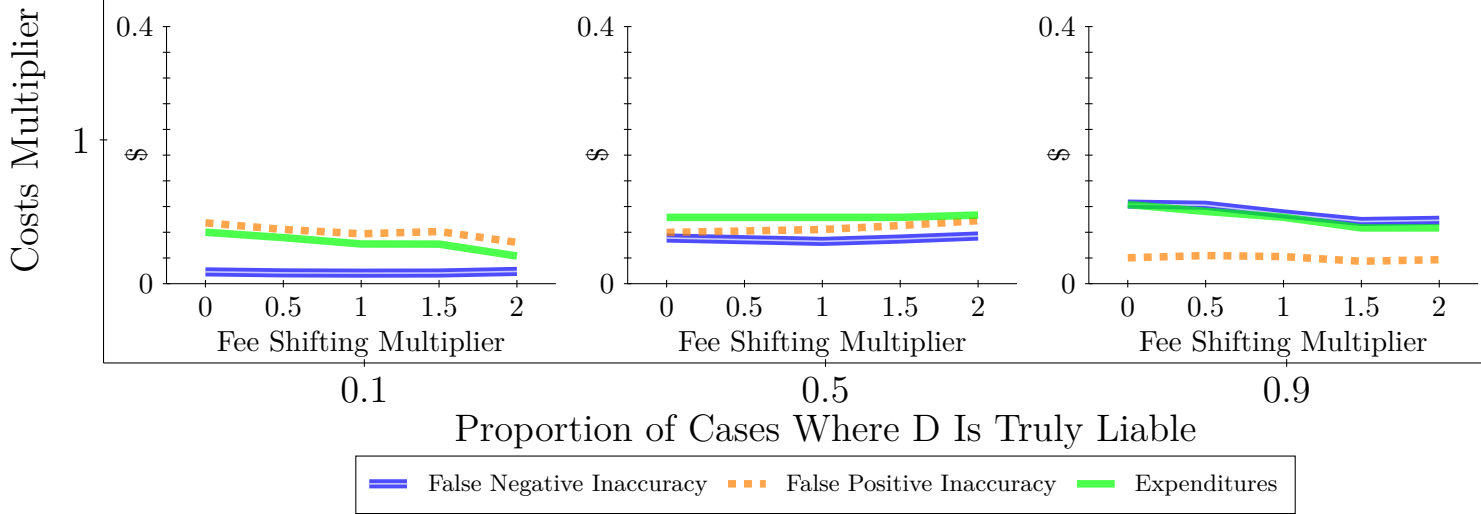 Costs Multiplier
1
0.4
$
0
0 0.5 1 1.5 2
Fee Shifting Multiplier
0.4
$
0
0 0.5 1 1.5 2
Fee Shifting Multiplier
0.4
$
0
0 0.5 1 1.5 2
Fee Shifting Multiplier
0.1 0.5 0.9
Proportion of Cases Where D Is Truly Liable
False Negative Inaccuracy False Positive Inaccuracy Expenditures